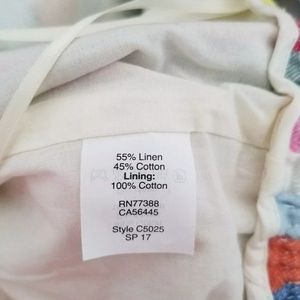 55% Linen
45% Cotton
Lining:
100% Cotton
RN77388
CA56445
Style C5025
SP 17